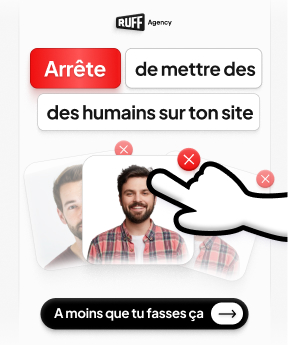 RUFF Agency
Arrête de mettre des
des humains sur ton site
A moins que tu fasses ça